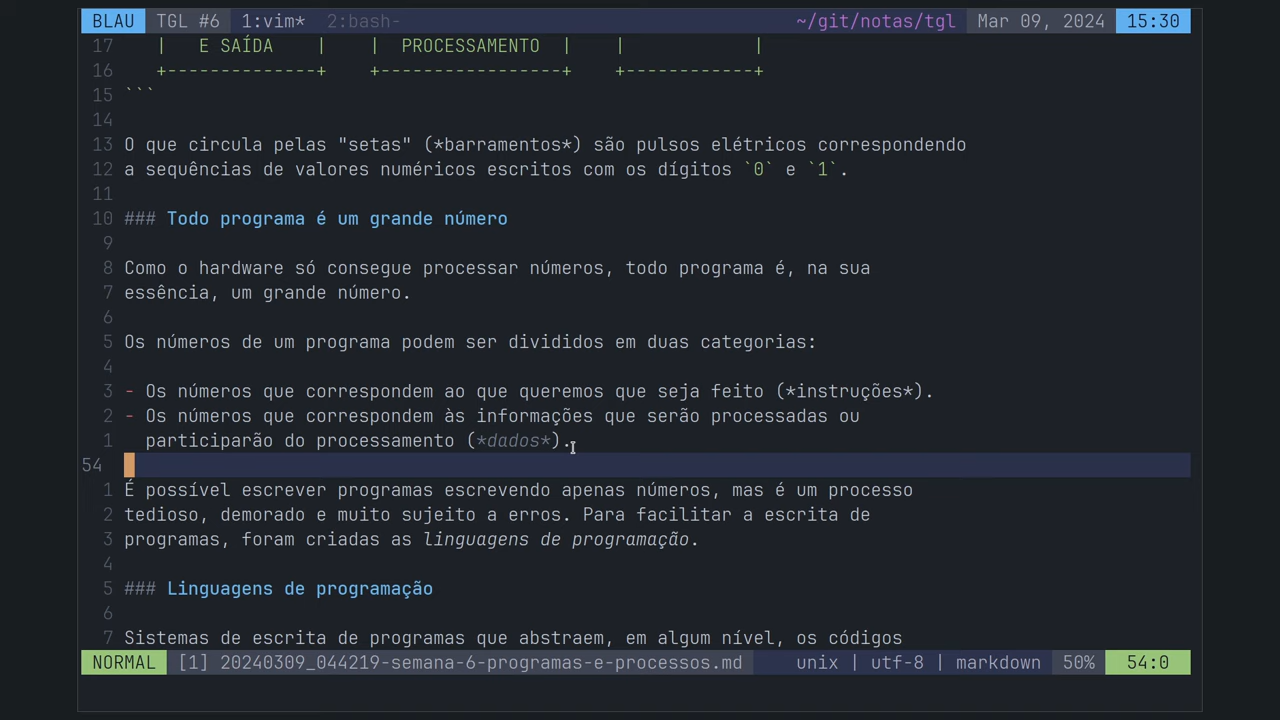 BLAU TGL #6 1:vim* 2:bash- ~/git/notas/tgl Mar 09, 2024 15:30
17 | E SAÍDA | | PROCESSAMENTO | | |
16 +--------------+ +-----------------+ +------------+
15 ```
14
13 O que circula pelas "setas" (*barramentos*) são pulsos elétricos correspondendo
12 a sequências de valores numéricos escritos com os dígitos `0` e `1`.
11
10 ### Todo programa é um grande número
9
8 Como o hardware só consegue processar números, todo programa é, na sua
7 essência, um grande número.
6
5 Os números de um programa podem ser divididos em duas categorias:
4
3 - Os números que correspondem ao que queremos que seja feito (*instruções*).
2 - Os números que correspondem às informações que serão processadas ou
1 participarão do processamento (*dados*).
54
1 É possível escrever programas escrevendo apenas números, mas é um processo
2 tedioso, demorado e muito sujeito a erros. Para facilitar a escrita de
3 programas, foram criadas as linguagens de programação.
4
5 ### Linguagens de programação
6
7 Sistemas de escrita de programas que abstraem, em algum nível, os códigos
NORMAL [1] 20240309_044219-semana-6-programas-e-processos.md unix | utf-8 | markdown 50% 54:0